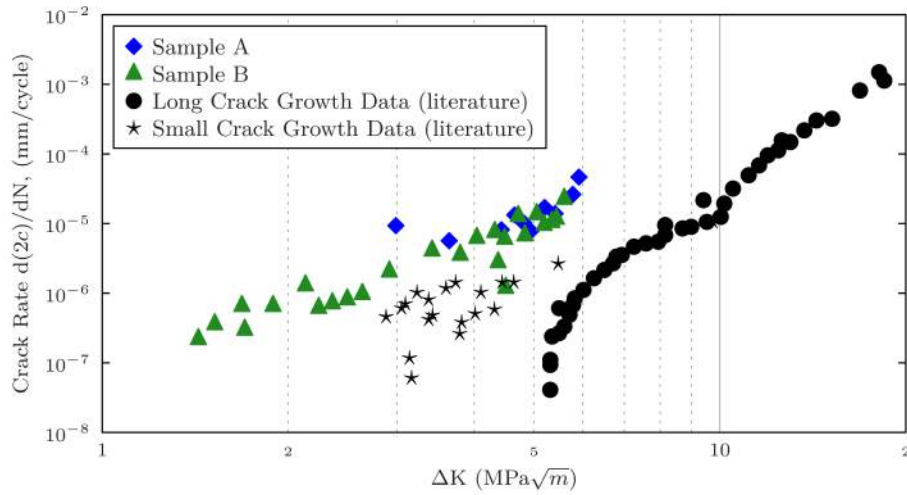 10⁻²
10⁻³
10⁻⁴
10⁻⁵
10⁻⁶
10⁻⁷
10⁻⁸
Crack Rate d(2c)/dN, (mm/cycle)
Sample A
Sample B
Long Crack Growth Data (literature)
Small Crack Growth Data (literature)
1 2 5 10 2
ΔK (MPa√m)